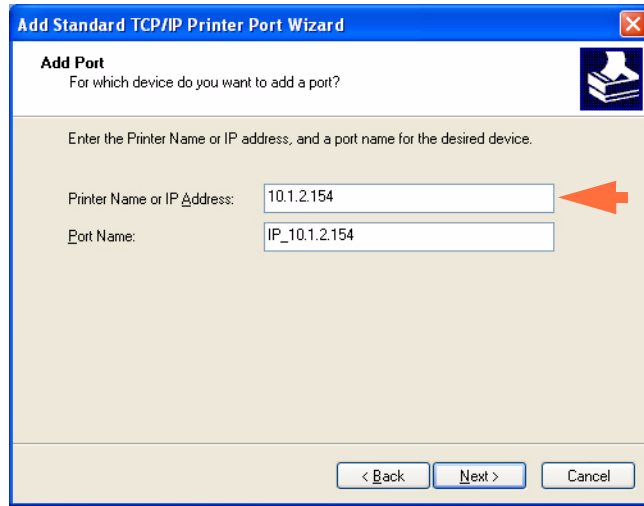 Add Standard TCP/IP Printer Port Wizard
Add Port
For which device do you want to add a port?
Enter the Printer Name or IP address, and a port name for the desired device.
Printer Name or IP Address: 10.1.2.154
Port Name: IP_10.1.2.154
< Back Next > Cancel